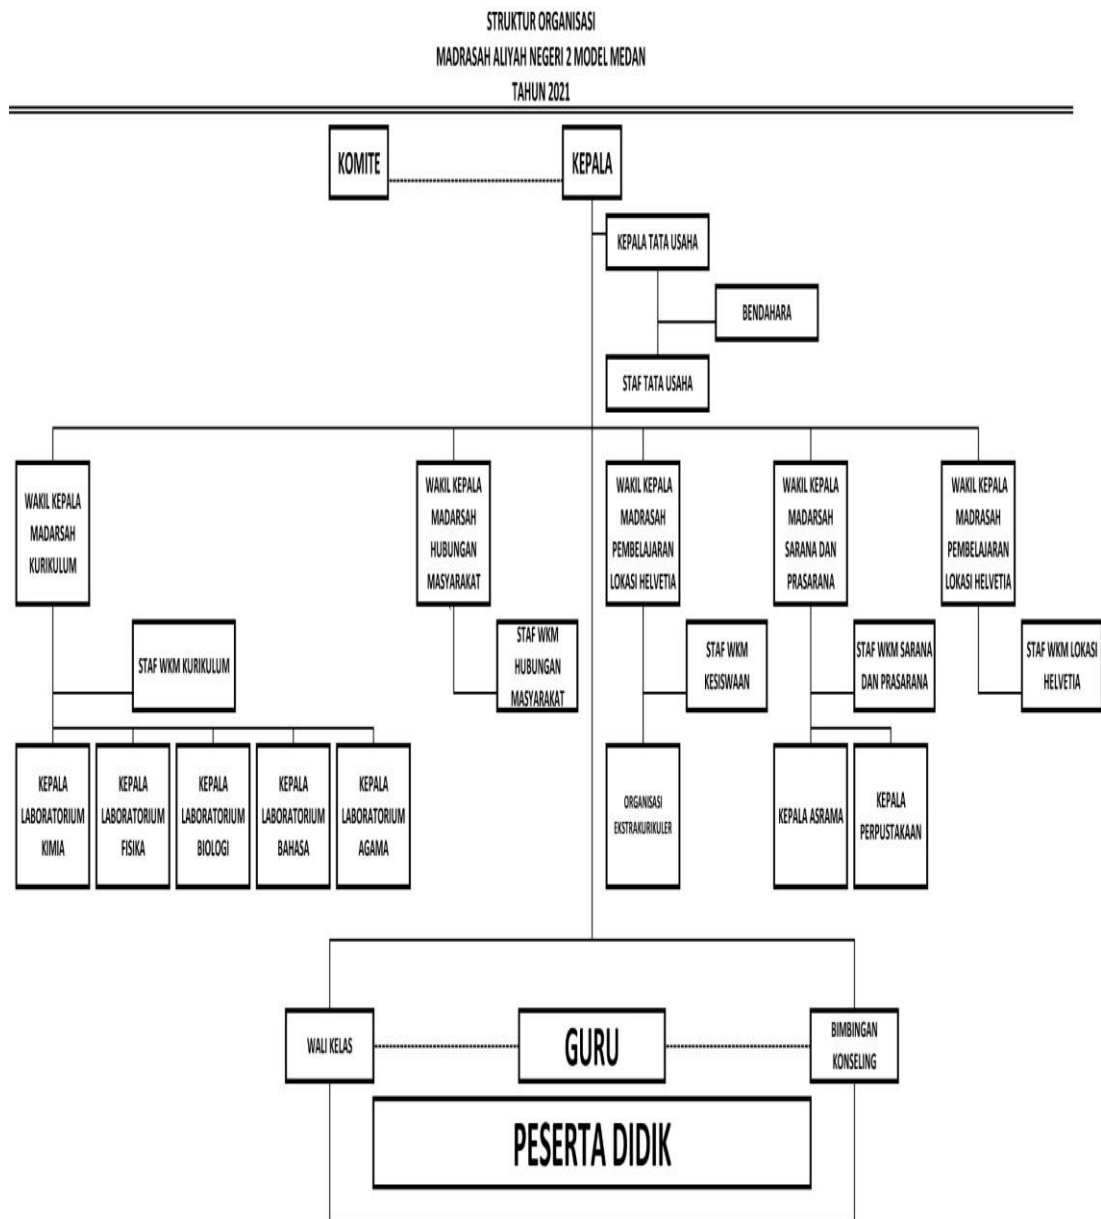 STRUKTUR ORGANISASI
MADRASAH ALIYAH NEGERI 2 MODEL MEDAN
TAHUN 2021
KOMITE
KEPALA
KEPALA TATA USAHA
BENDAHARA
STAF TATA USAHA
WAKIL KEPALA
MADARSAH
KURIKULUM
WAKIL KEPALA
MADARSAH
HUBUNGAN
MASYARAKAT
WAKIL KEPALA
MADRASAH
PEMBELAJARAN
LOKASI HELVETIA
WAKIL KEPALA
MADARSAH
SARANA DAN
PRASARANA
WAKIL KEPALA
MADRASAH
PEMBELAJARAN
LOKASI HELVETIA
STAF WKM KURIKULUM
STAF WKM
HUBUNGAN
MASYARAKAT
STAF WKM
KESISWAAN
STAF WKM SARANA
DAN PRASARANA
STAF WKM LOKASI
HELVETIA
KEPALA
LABORATORIUM
KIMIA
KEPALA
LABORATORIUM
FISIKA
KEPALA
LABORATORIUM
BIOLOGI
KEPALA
LABORATORIUM
BAHASA
KEPALA
LABORATORIUM
AGAMA
ORGANISASI
EKSTRAKURIKULER
KEPALA ASRAMA
KEPALA
PERPUSTAKAAN
WALI KELAS
GURU
BIMBINGAN
KONSELING
PESERTA DIDIK